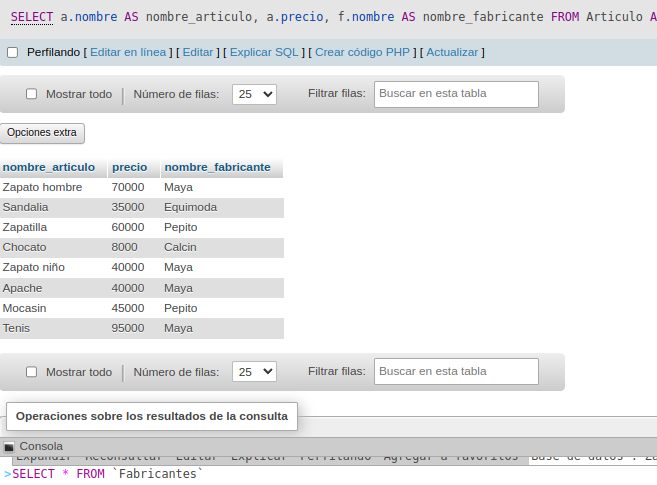 SELECT a.nombre AS nombre_articulo, a.precio, f.nombre AS nombre_fabricante FROM Articulo A
Perfilando [ Editar en línea ] [ Editar ] [ Explicar SQL ] [ Crear código PHP ] [ Actualizar ]
Mostrar todo | Número de filas: 25 Filtrar filas: Buscar en esta tabla
Opciones extra
nombre_articulo precio nombre_fabricante
Zapato hombre 70000 Maya
Sandalia 35000 Equimoda
Zapatilla 60000 Pepito
Chocato 8000 Calcin
Zapato niño 40000 Maya
Apache 40000 Maya
Mocasin 45000 Pepito
Tenis 95000 Maya
Mostrar todo | Número de filas: 25 Filtrar filas: Buscar en esta tabla
Operaciones sobre los resultados de la consulta
Consola
Expandir Reconsultar Editar Explicar Perfilando Agregar a favoritos Base de datos : Za
>SELECT * FROM `Fabricantes`